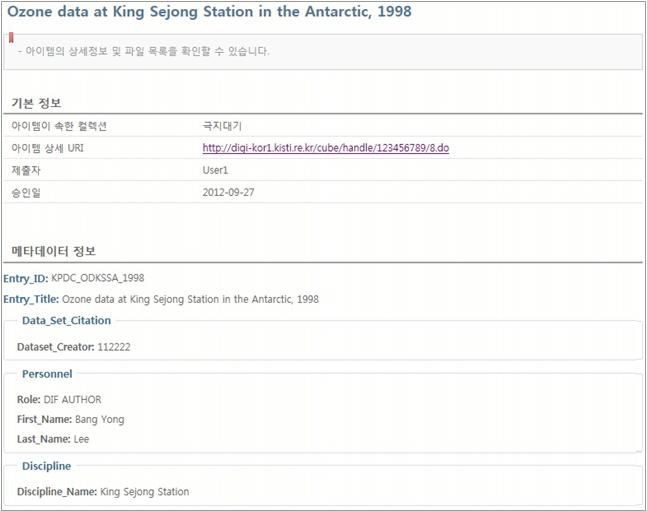 Ozone data at King Sejong Station in the Antarctic, 1998
- 아이템의 상세정보 및 파일 목록을 확인할 수 있습니다.
기본 정보
아이템이 속한 컬렉션 극지대기
아이템 상세 URI http://digi-kor1.kisti.re.kr/cube/handle/123456789/8.do
제출자 User1
승인일 2012-09-27
메타데이터 정보
Entry_ID: KPDC_ODKSSA_1998
Entry_Title: Ozone data at King Sejong Station in the Antarctic, 1998
Data_Set_Citation
Dataset_Creator: 112222
Personnel
Role: DIF AUTHOR
First_Name: Bang Yong
Last_Name: Lee
Discipline
Discipline_Name: King Sejong Station